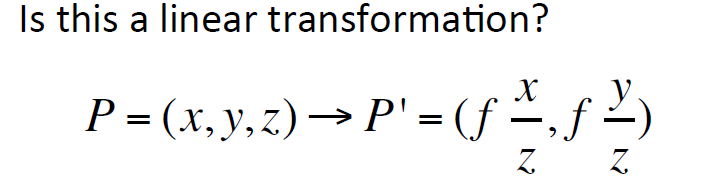 Is this a linear transformation?
P = (x, y, z) → P' = (f x/z, f y/z)